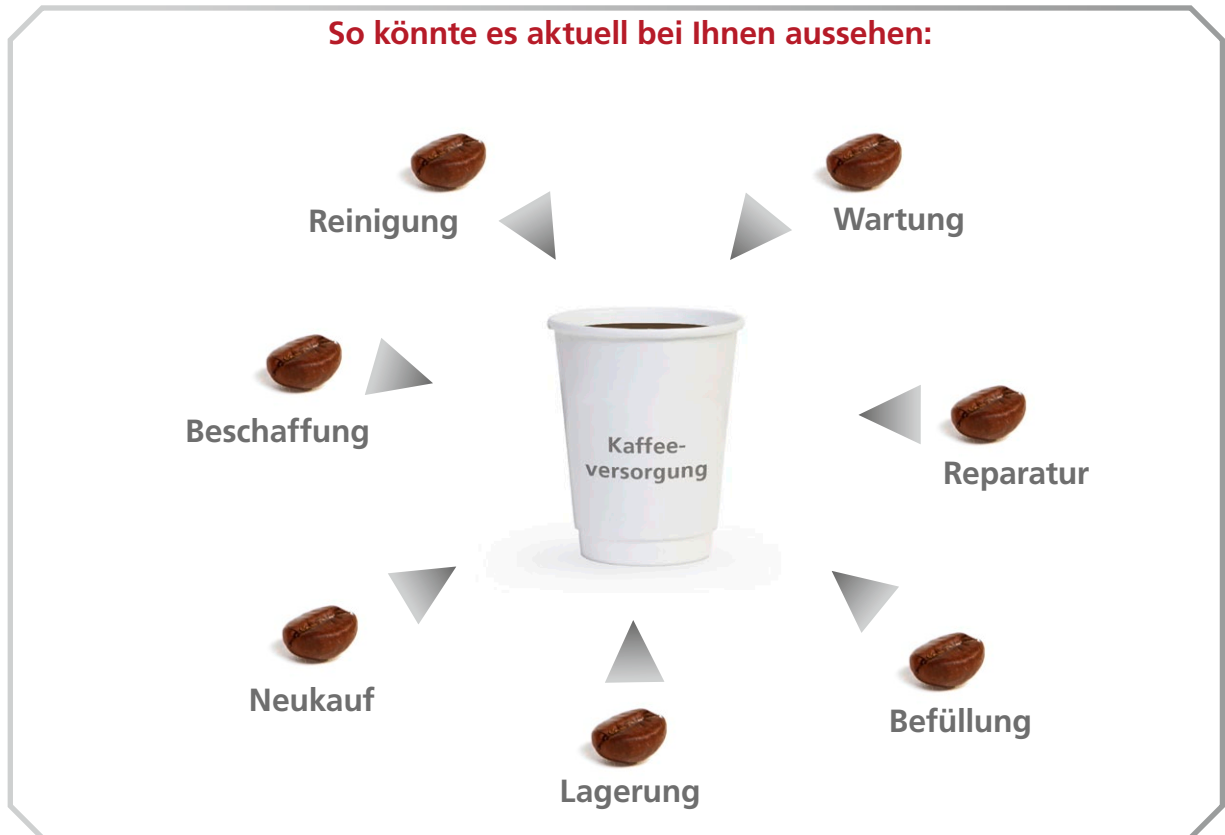 So könnte es aktuell bei Ihnen aussehen:
Reinigung
Wartung
Beschaffung
Kaffee-
versorgung
Reparatur
Neukauf
Befüllung
Lagerung